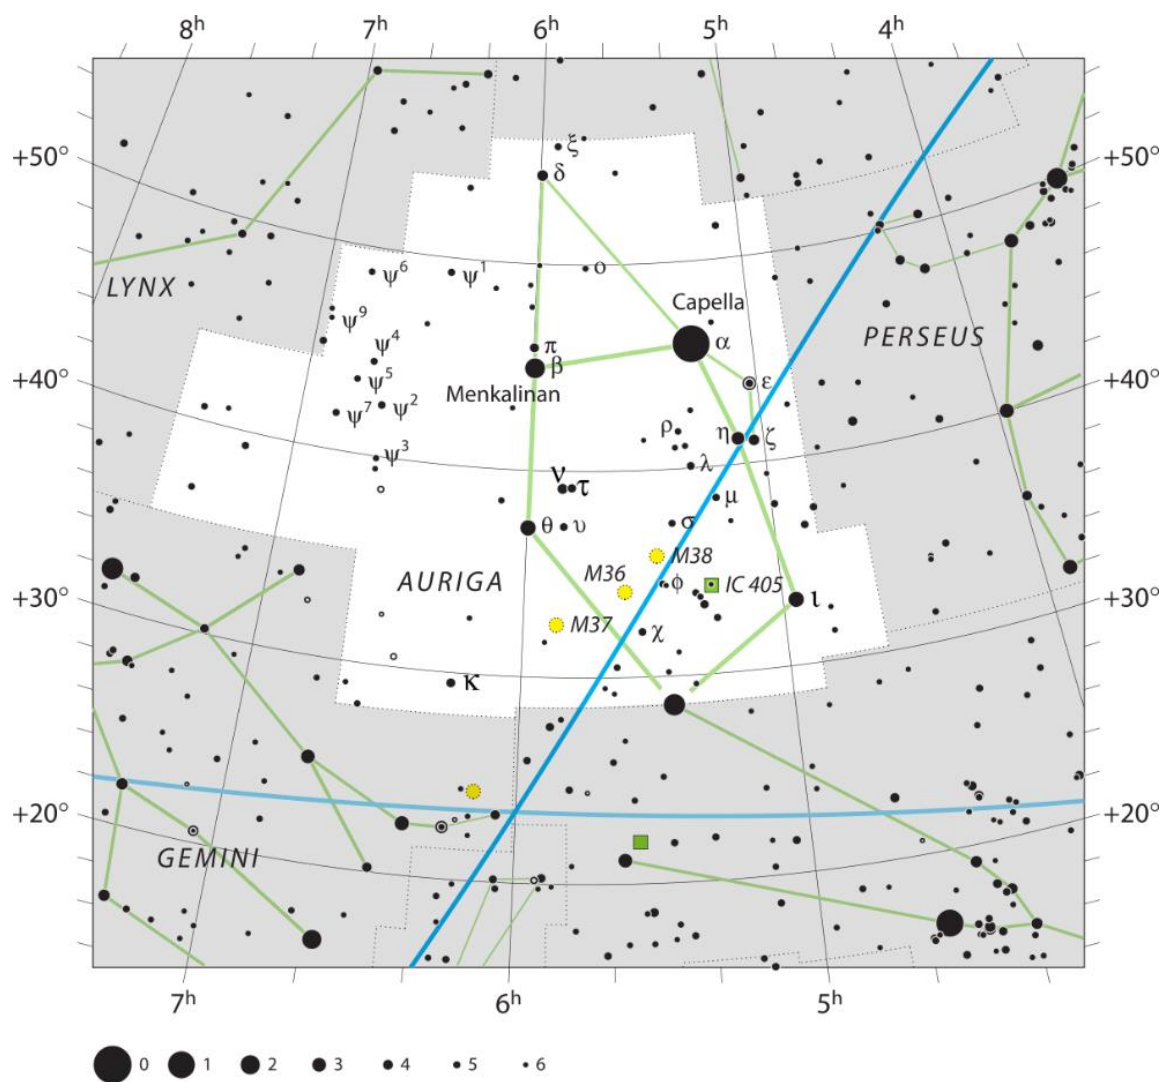 8h 7h 6h 5h 4h
+50° +50°
ξ
δ
LYNX
ψ6 ψ1 ο
ψ9
Capella
α
PERSEUS
ψ4
π
β
+40° +40°
ψ5
ε
Menkalinan
ψ7 ψ2
ρ η ζ
ψ3
λ
ν τ
μ
θ υ σ
M38
M36
AURIGA
φ IC 405
+30° +30°
ι
M37
χ
κ
+20° +20°
GEMINI
7h 6h 5h
0 1 2 3 4 5 6